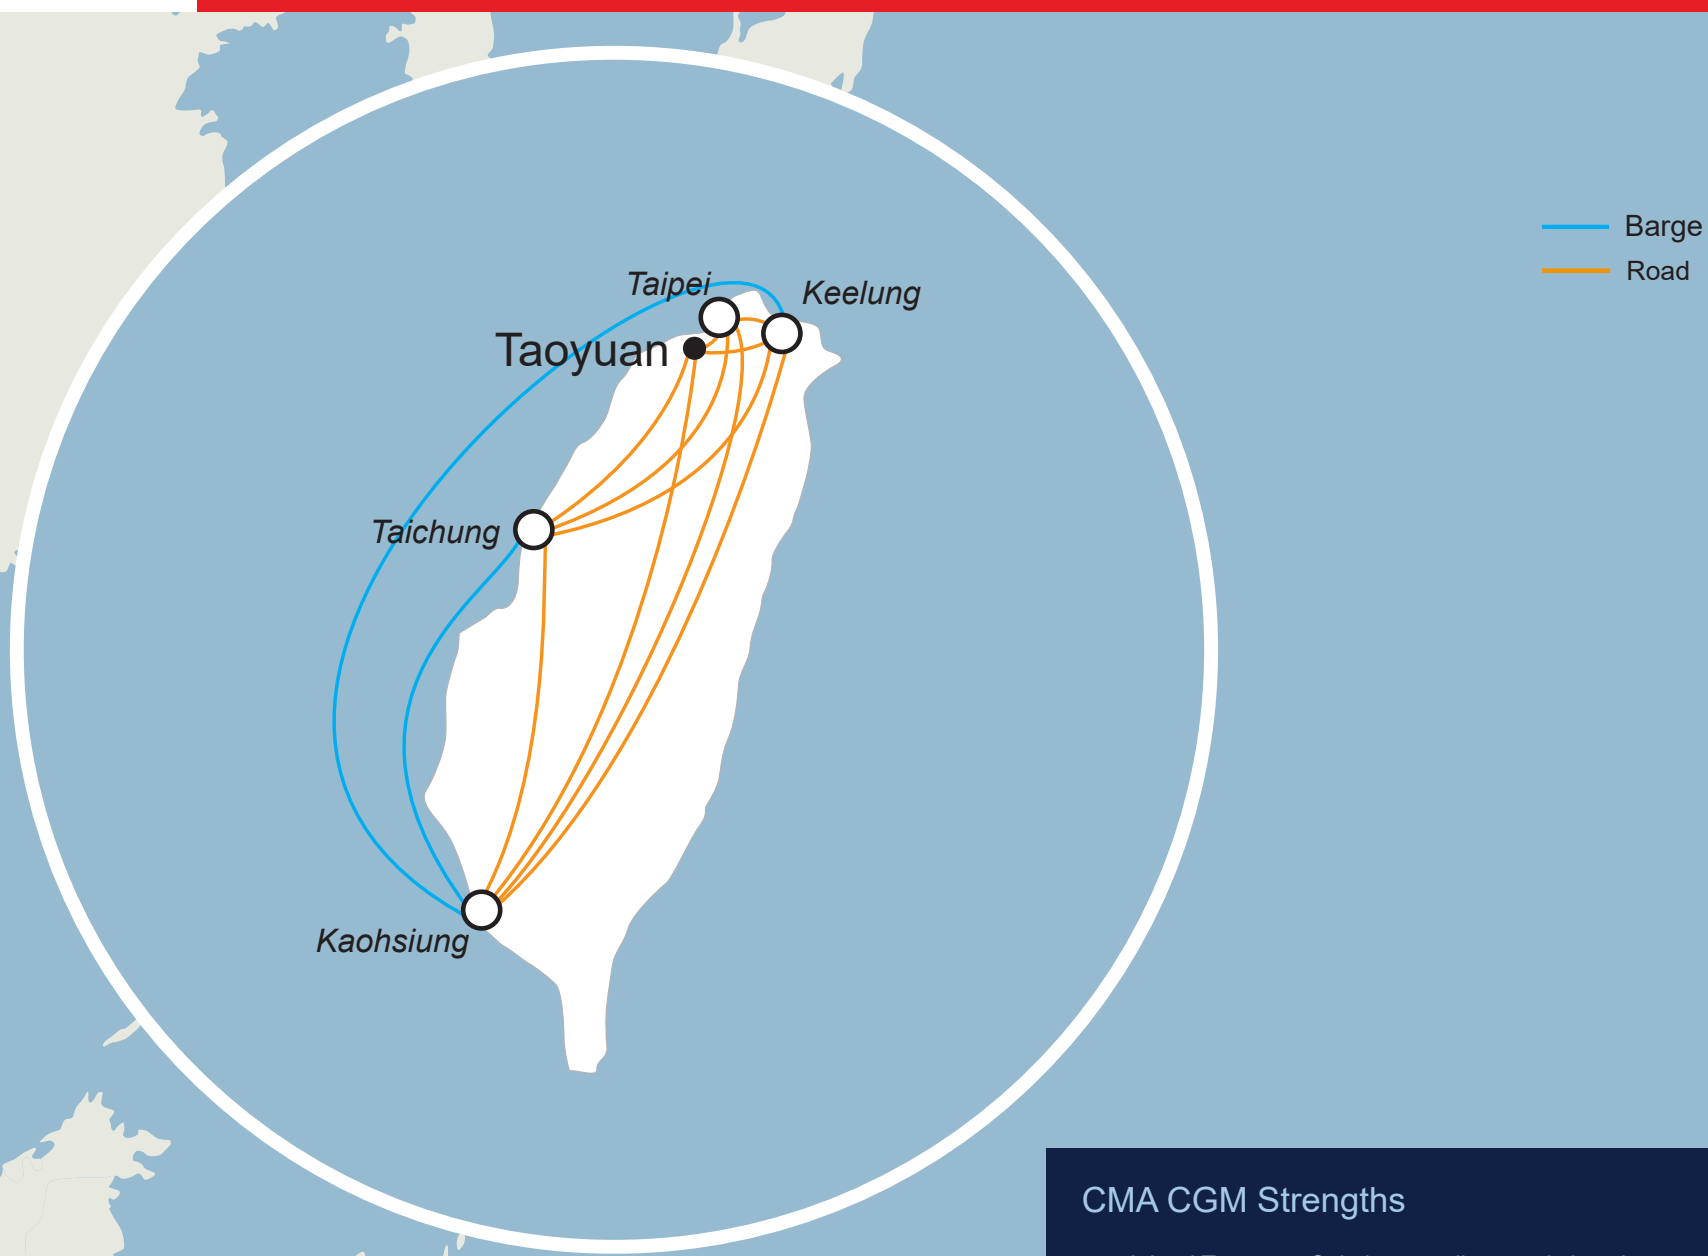 Barge
Road
Taipei
Keelung
Taoyuan
Taichung
Kaohsiung
CMA CGM Strengths